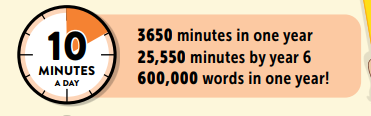 10
MINUTES
A DAY
3650 minutes in one year
25,550 minutes by year 6
600,000 words in one year!